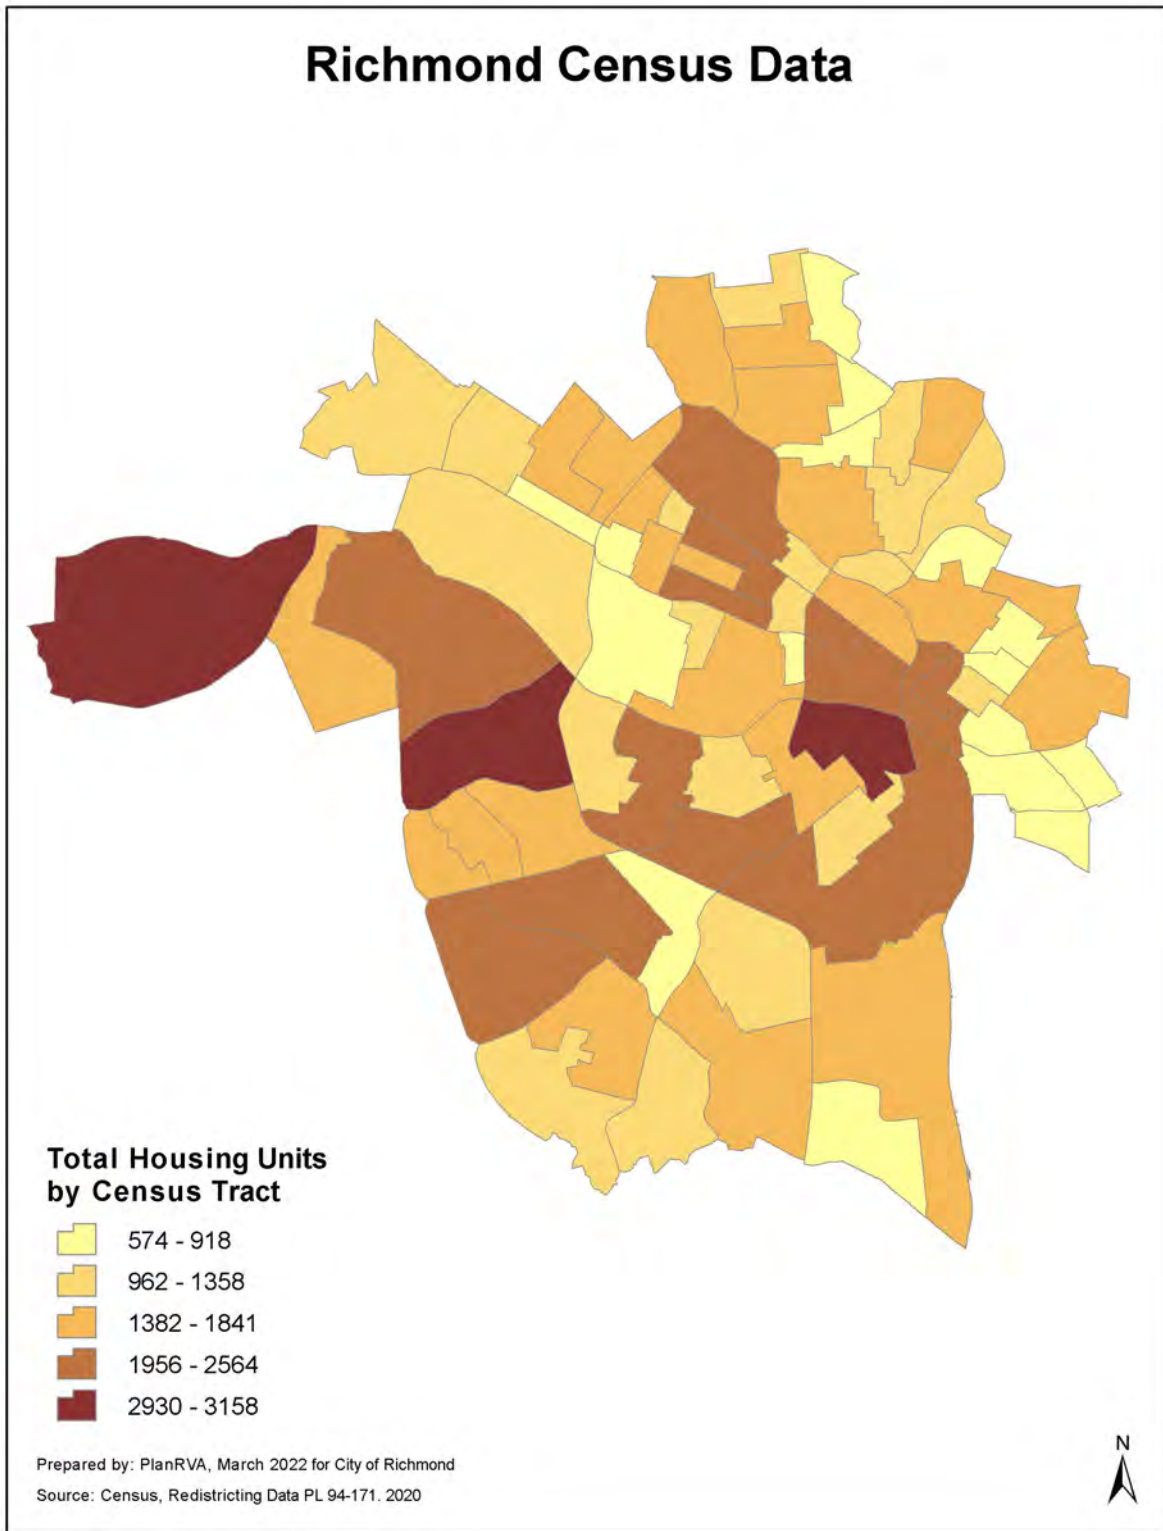 Richmond Census Data
Total Housing Units
by Census Tract
574 - 918
962 - 1358
1382 - 1841
1956 - 2564
2930 - 3158
Prepared by: PlanRVA, March 2022 for City of Richmond
Source: Census, Redistricting Data PL 94-171. 2020
N